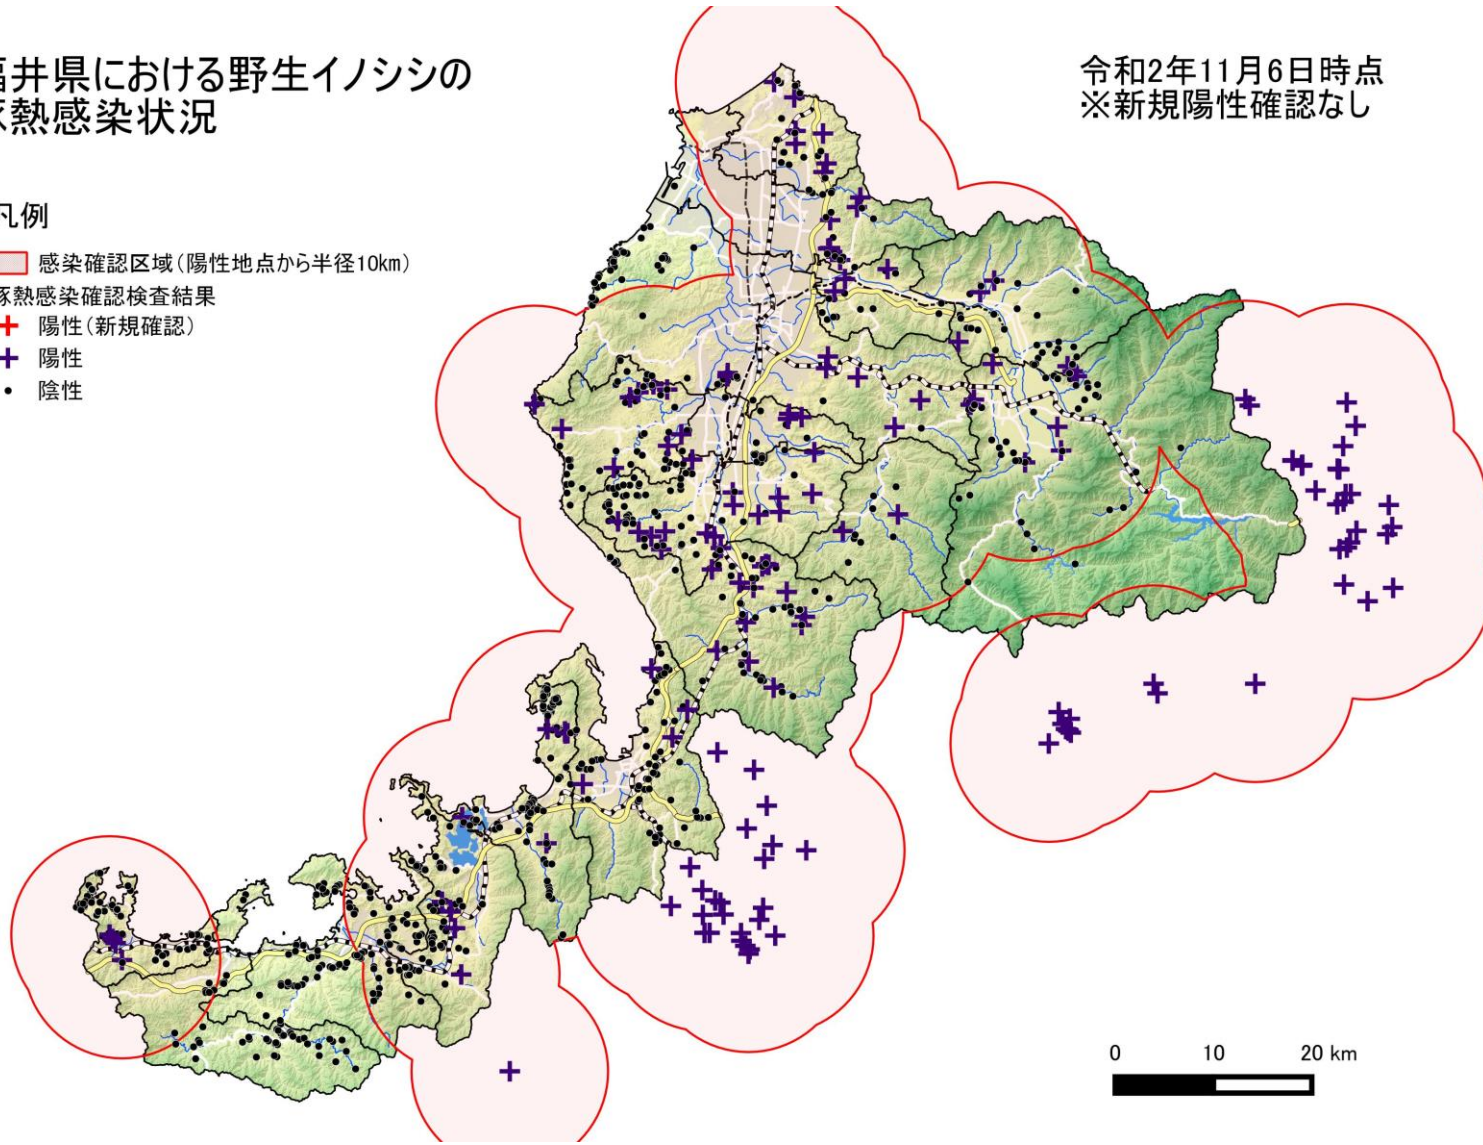 井県における野生イノシシの
熱感染状況
令和2年11月6日時点
※新規陽性確認なし
凡例
感染確認区域(陽性地点から半径10km)
熱感染確認検査結果
陽性(新規確認)
陽性
陰性
0 10 20 km